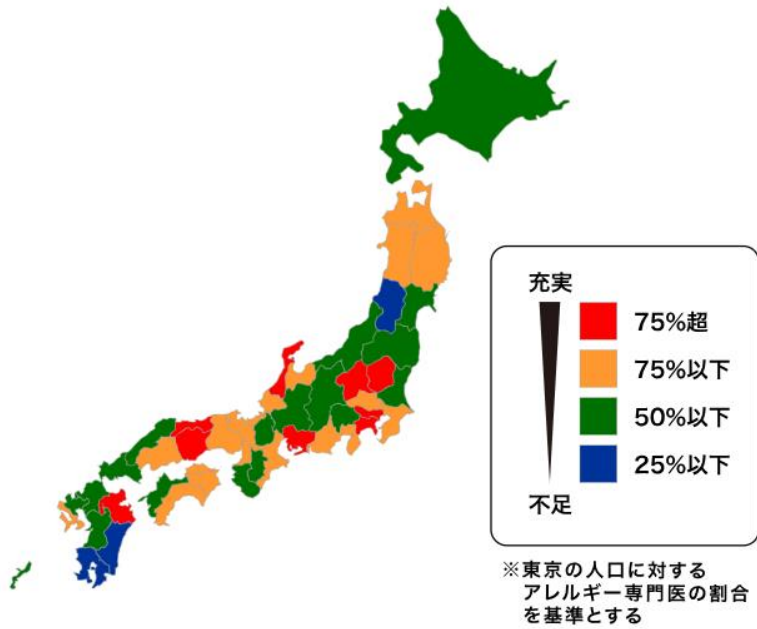 充実
75%超
75%以下
50%以下
25%以下
不足
※東京の人口に対する
アレルギー専門医の割合
を基準とする